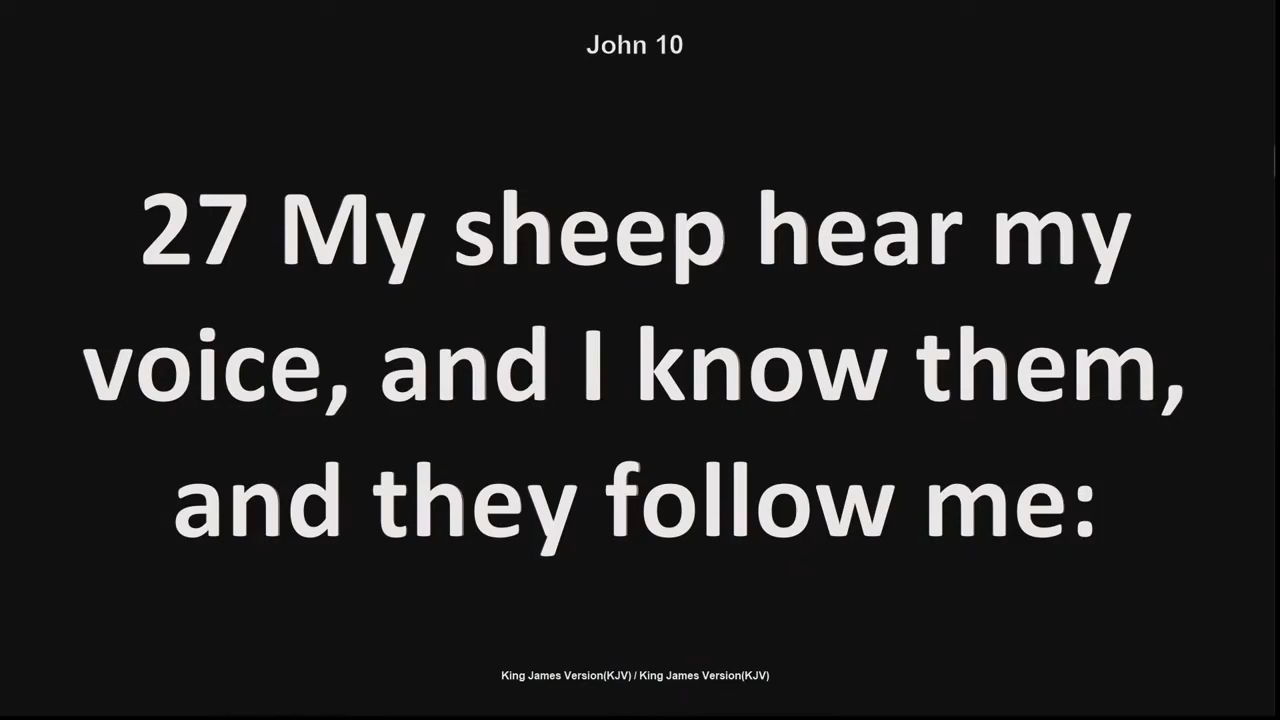 John 10
27 My sheep hear my
voice, and I know them,
and they follow me:
King James Version(KJV) / King James Version(KJV)